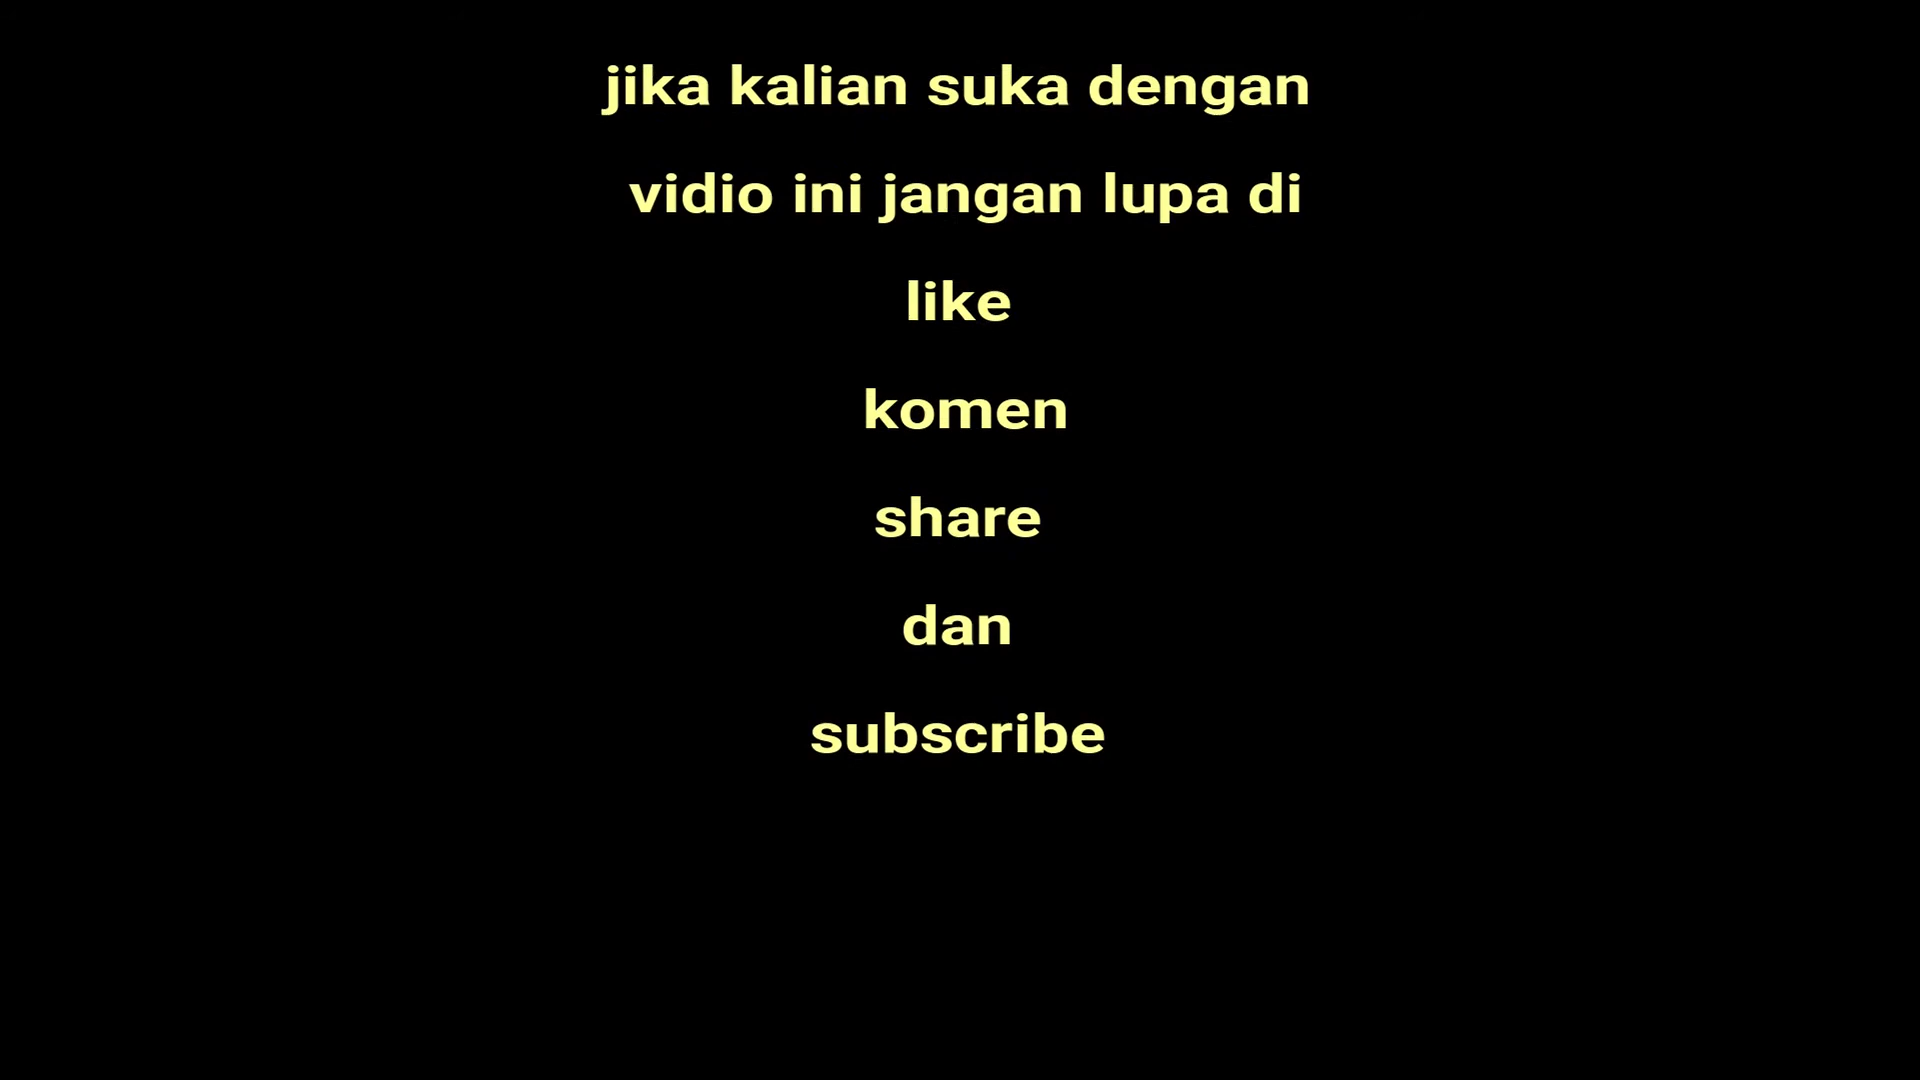 jika kalian suka dengan
vidio ini jangan lupa di
like
komen
share
dan
subscribe